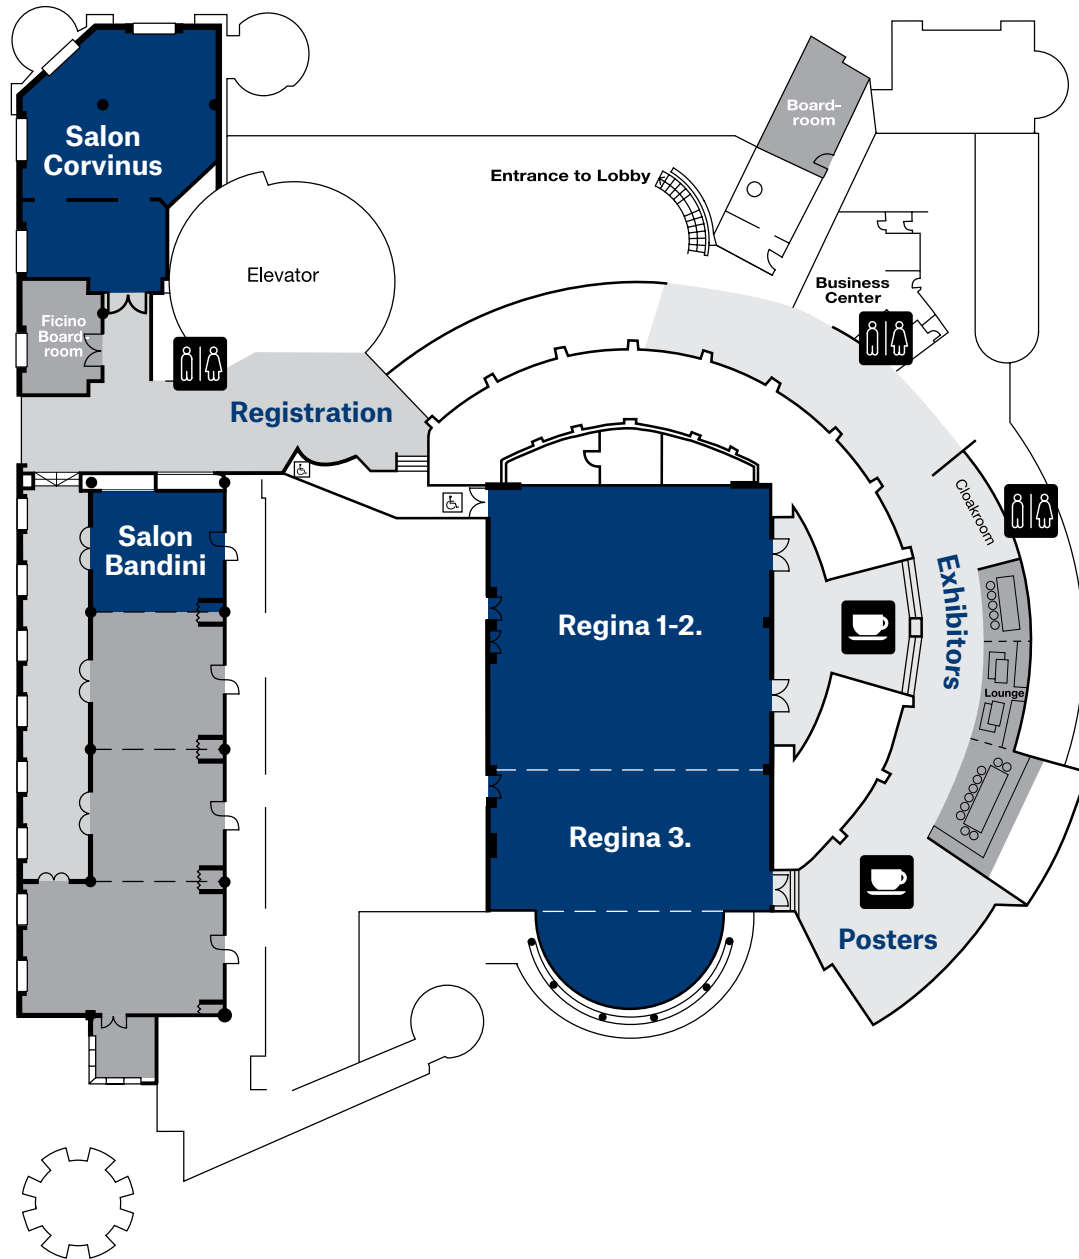 Salon
Corvinus
Board-
room
Entrance to Lobby
Elevator
Business
Center
Ficino
Board-
room
Registration
Cloakroom
Salon
Bandini
Exhibitors
Regina 1-2.
Lounge
Regina 3.
Posters